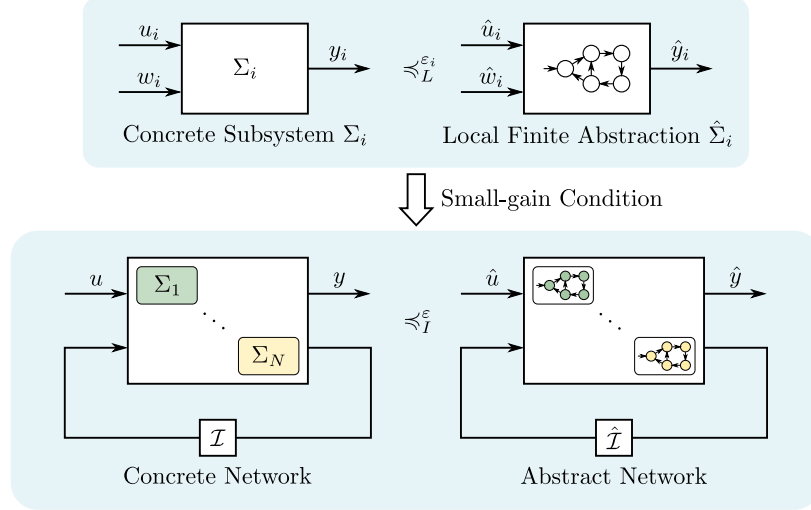 u_i
w_i
Σ_i
y_i
≼_L^{ε_i}
û_i
ŵ_i
ŷ_i
Concrete Subsystem Σ_i
Local Finite Abstraction Σ̂_i
Small-gain Condition
u
Σ_1
⋱
Σ_N
y
≼_I^ε
û
⋱
ŷ
ℐ
ℐ̂
Concrete Network
Abstract Network